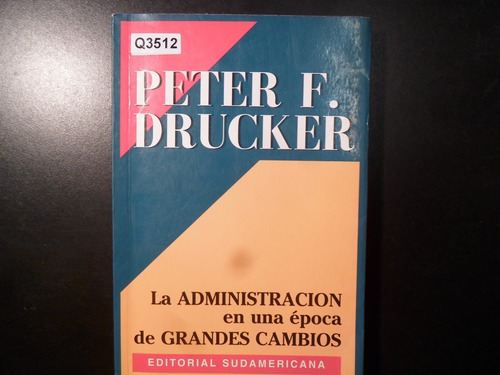 Q3512
PETER F.
DRUCKER
La ADMINISTRACION
en una época
de GRANDES CAMBIOS
EDITORIAL SUDAMERICANA